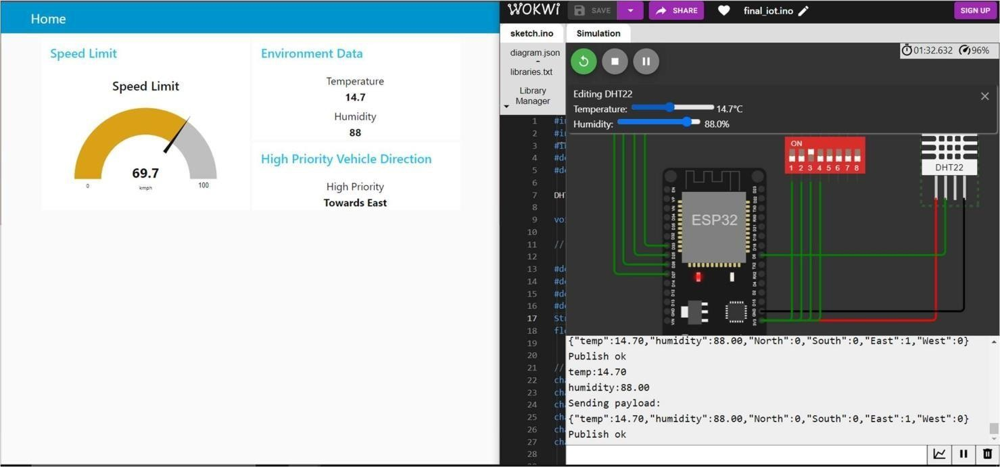 Home
Speed Limit
Speed Limit
69.7
kmph
0
100
Environment Data
Temperature
14.7
Humidity
88
High Priority Vehicle Direction
High Priority
Towards East
WOKWi
SAVE
SHARE
final_iot.ino
SIGN UP
sketch.ino
diagram.json
libraries.txt
Library
Manager
Simulation
01:32.632
96%
Editing DHT22
Temperature: 14.7°C
Humidity: 88.0%
1 #in
2 #in
3 #in
4 #de
5 #de
6
7 DH
8
9 voi
10
11 //
12
13 #de
14 #de
15 #de
16 #de
17 Str
18 flo
19
20
21 //
22 cha
23 cha
24 cha
25 cha
26 cha
27 cha
28
ON
1 2 3 4 5 6 7 8
DHT22
ESP32
{"temp":14.70,"humidity":88.00,"North":0,"South":0,"East":1,"West":0}
Publish ok
temp:14.70
humidity:88.00
Sending payload:
{"temp":14.70,"humidity":88.00,"North":0,"South":0,"East":1,"West":0}
Publish ok